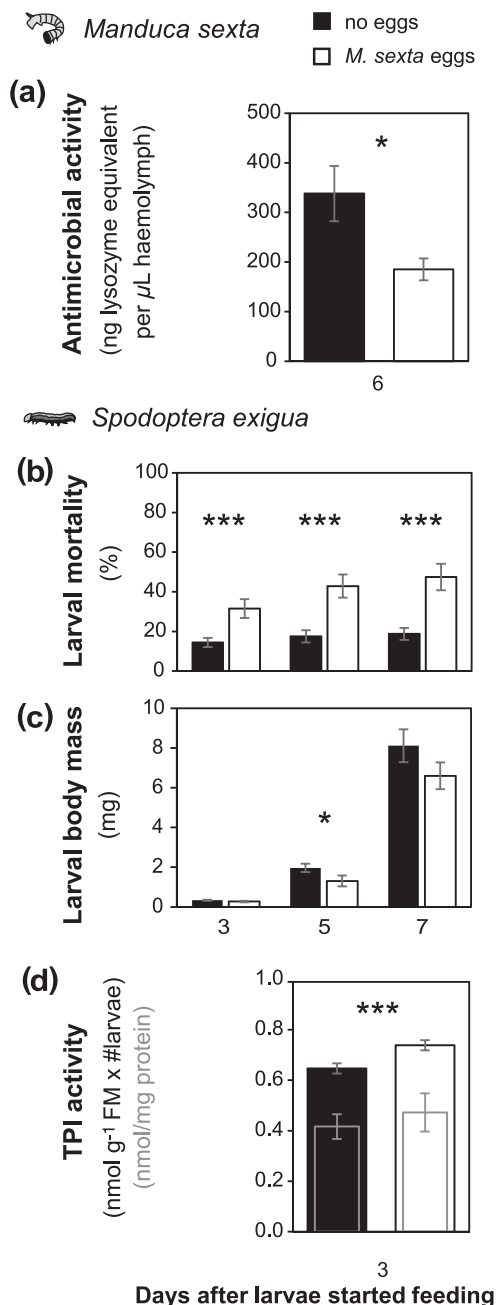 Manduca sexta
no eggs
M. sexta eggs
(a)
Antimicrobial activity
(ng lysozyme equivalent
per µL haemolymph)
500
400
300
200
100
0
*
6
Spodoptera exigua
(b)
Larval mortality
(%)
100
80
60
40
20
0
*** *** ***
(c)
Larval body mass
(mg)
10
8
6
4
2
0
*
3 5 7
(d)
TPI activity
(nmol g⁻¹ FM x #larvae)
(nmol/mg protein)
1.0
0.8
0.6
0.4
0.2
0.0
***
3
Days after larvae started feeding